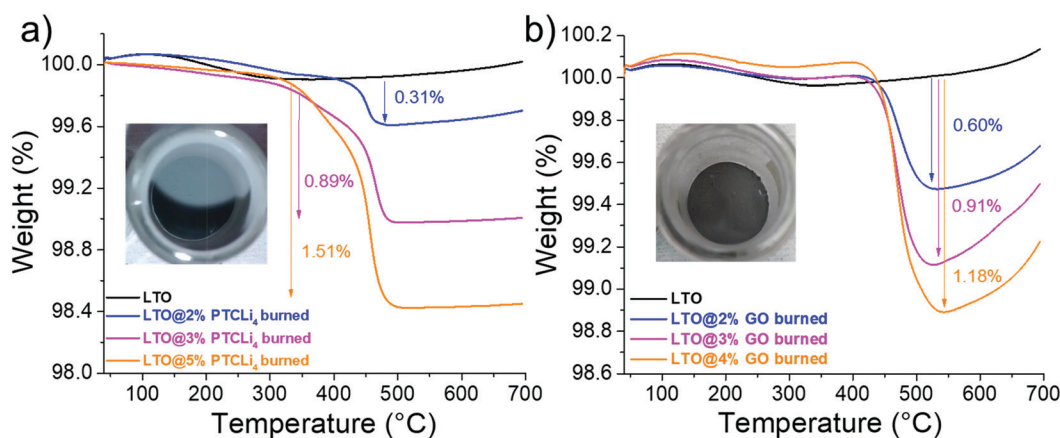 a)
Weight (%)
100.0
99.6
99.2
98.8
98.4
98.0
0.31%
0.89%
1.51%
LTO
LTO@2% PTCLi₄ burned
LTO@3% PTCLi₄ burned
LTO@5% PTCLi₄ burned
100 200 300 400 500 600 700
Temperature (°C)
b)
Weight (%)
100.2
100.0
99.8
99.6
99.4
99.2
99.0
98.8
98.6
0.60%
0.91%
1.18%
LTO
LTO@2% GO burned
LTO@3% GO burned
LTO@4% GO burned
100 200 300 400 500 600 700
Temperature (°C)